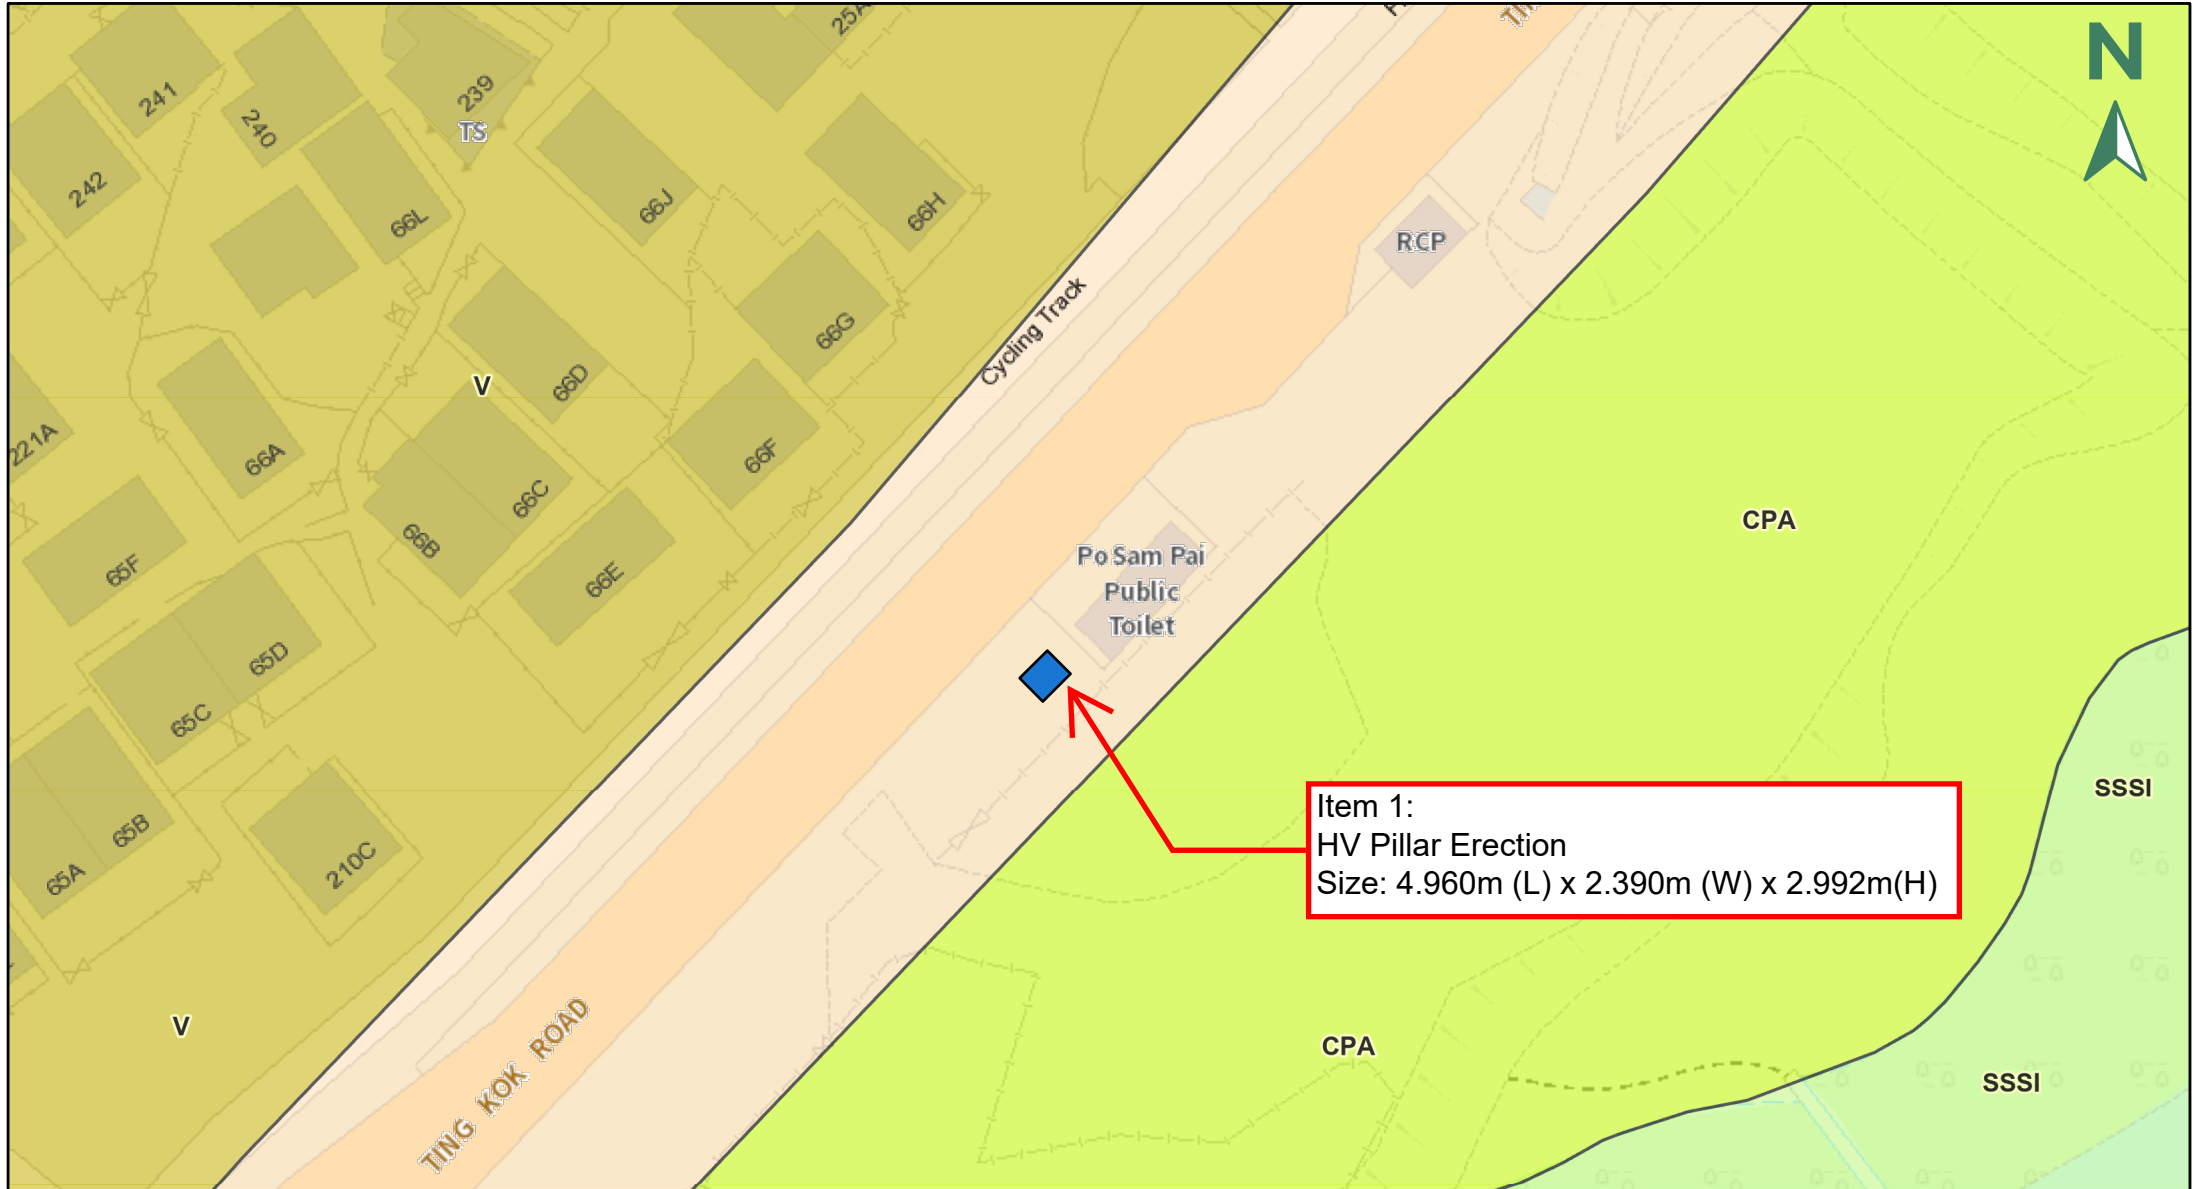 N
241
240
239
TS
25A
242
66L
66J
66H
RCP
66G
Cycling Track
V
66D
221A
66A
66F
66C
66B
CPA
65F
66E
Po Sam Pai
Public
Toilet
65D
65C
SSSI
Item 1:
HV Pillar Erection
Size: 4.960m (L) x 2.390m (W) x 2.992m(H)
65B
65A
210C
V
TING KOK ROAD
CPA
SSSI